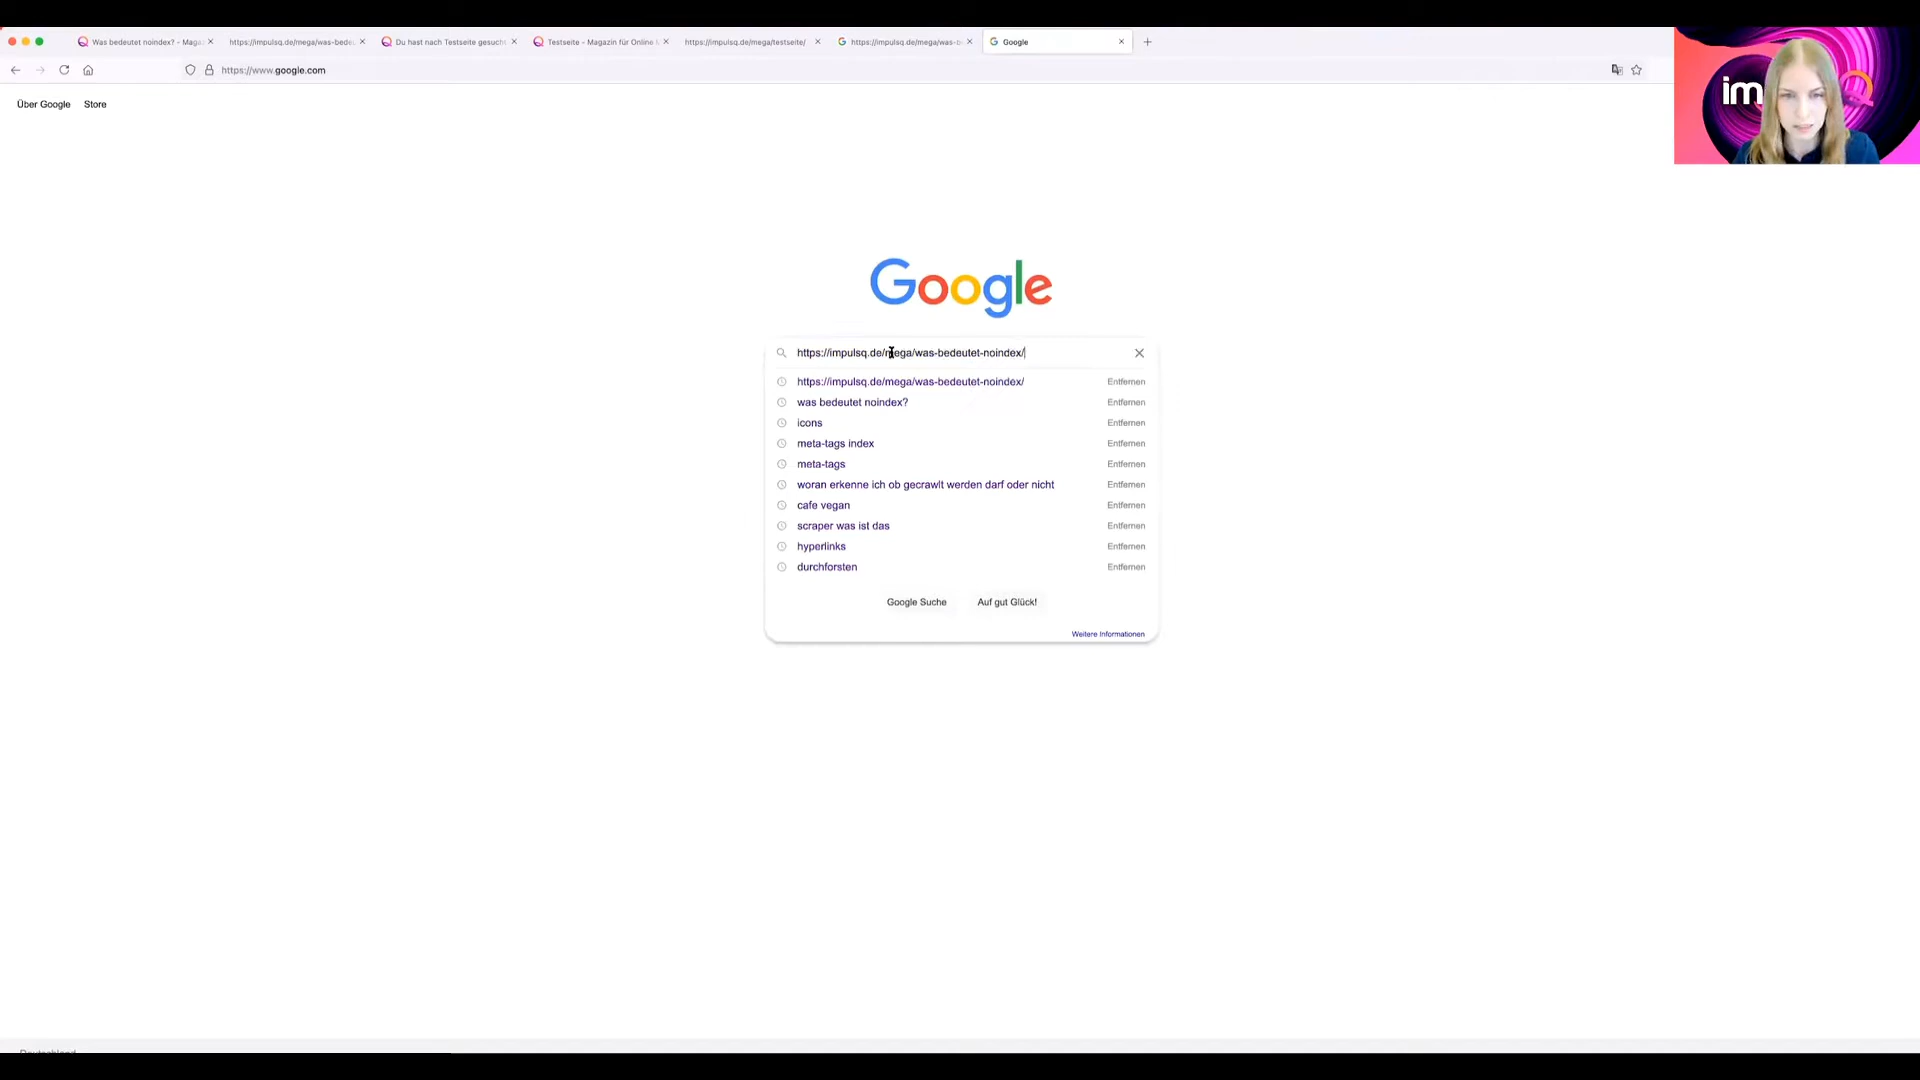 Was bedeutet noindex? - Maga
https://impulsq.de/mega/was-bede
Du hast nach Testseite gesucht
Testseite - Magazin für Online
https://impulsq.de/mega/testseite/
https://impulsq.de/mega/was-b
Google
https://www.google.com
Über Google
Store
im
Google
https://impulsq.de/mega/was-bedeutet-noindex/
https://impulsq.de/mega/was-bedeutet-noindex/ Entfernen
was bedeutet noindex? Entfernen
icons Entfernen
meta-tags index Entfernen
meta-tags Entfernen
woran erkenne ich ob gecrawlt werden darf oder nicht Entfernen
cafe vegan Entfernen
scraper was ist das Entfernen
hyperlinks Entfernen
durchforsten Entfernen
Google Suche
Auf gut Glück!
Weitere Informationen